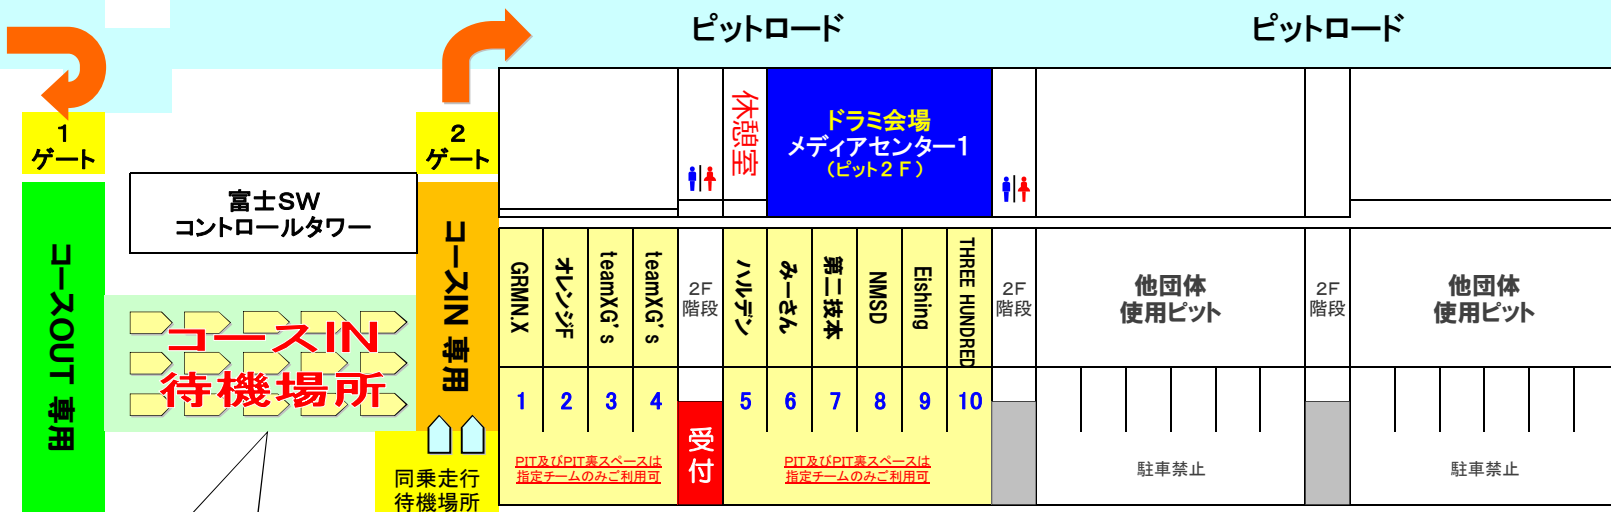 ピットロード
ピットロード
1
ゲート
2
ゲート
富士SW
コントロールタワー
コースOUT 専用
コースIN 専用
コースIN
待機場所
同乗走行
待機場所
休憩室
ドラミ会場
メディアセンター1
(ピット2F)
GRMN.X
オレンジF
teamXG's
teamXG's
2F
階段
ハルデン
みーさん
第二技本
NMSD
Eishing
THREE HUNDRED
2F
階段
他団体
使用ピット
2F
階段
他団体
使用ピット
1
2
3
4
受付
5
6
7
8
9
10
PIT及びPIT裏スペースは
指定チームのみご利用可
PIT及びPIT裏スペースは
指定チームのみご利用可
駐車禁止
駐車禁止